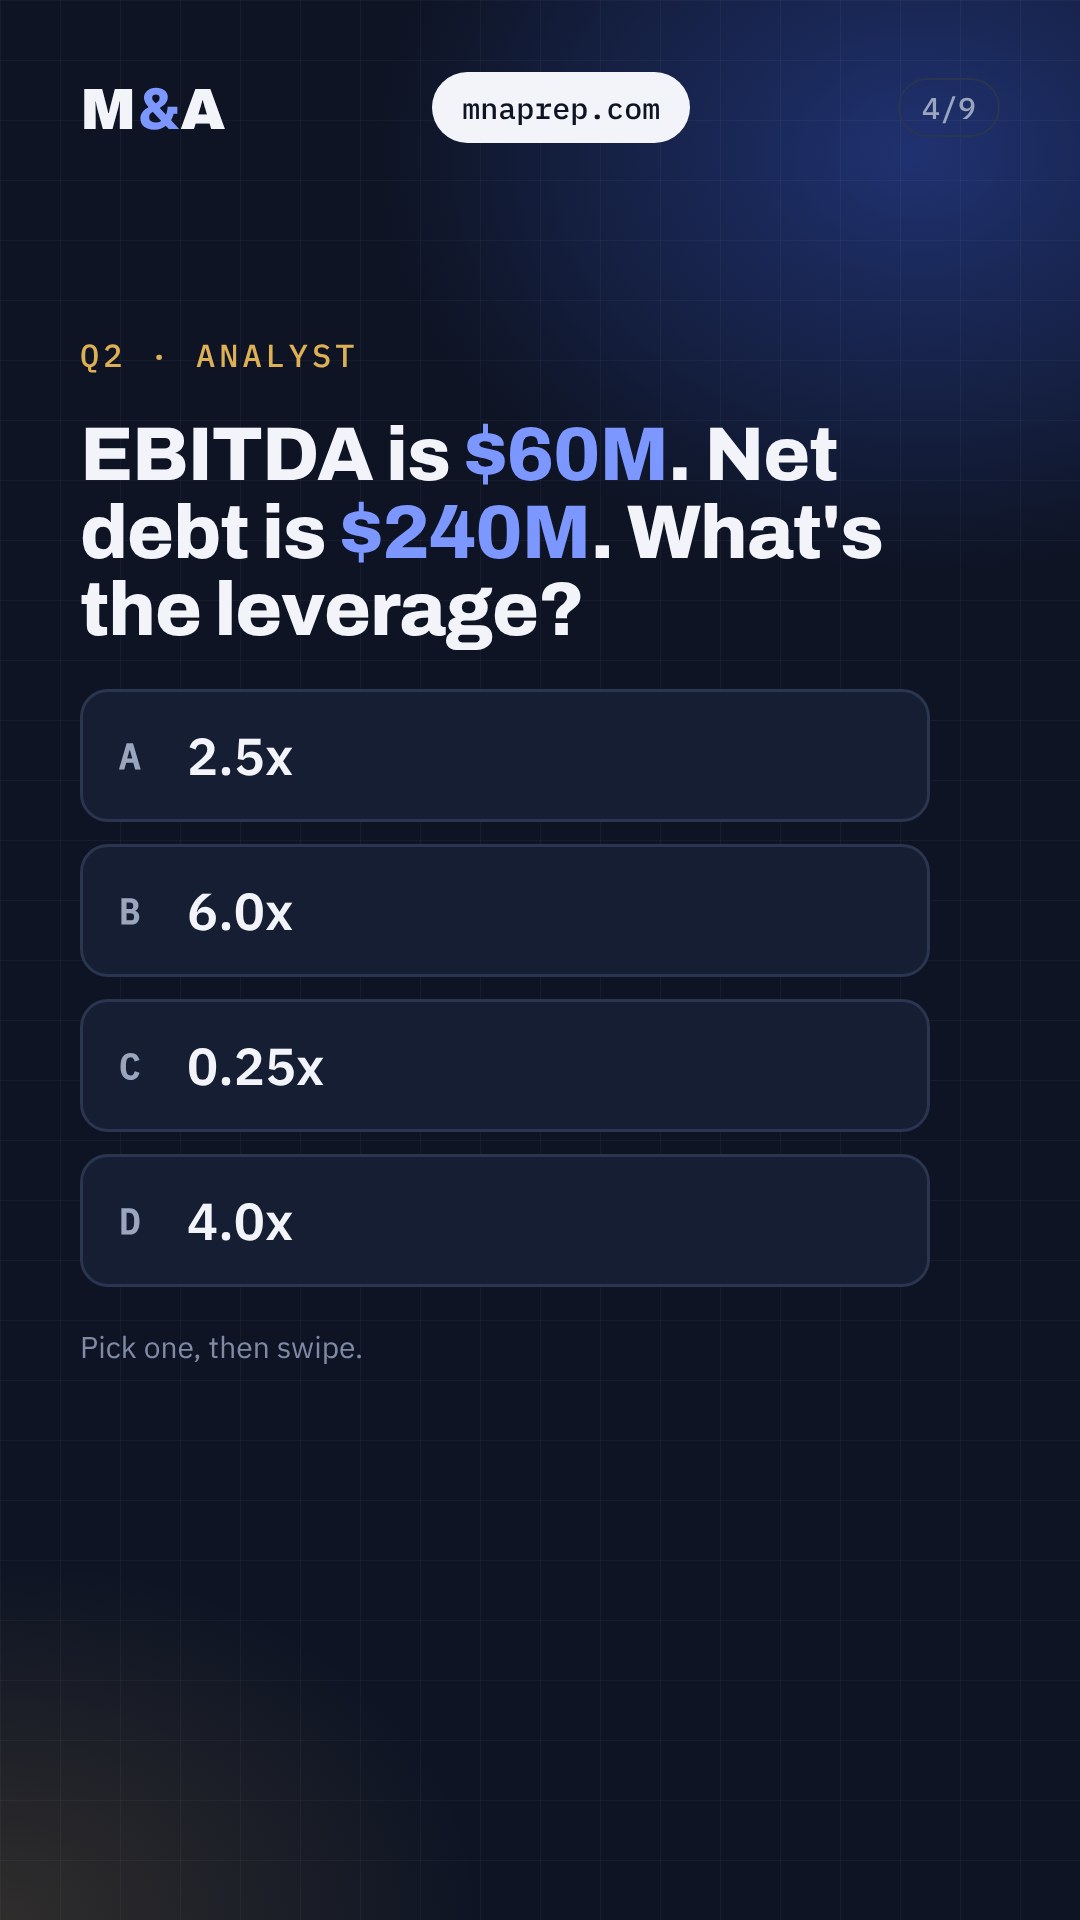 M&A
mnaprep.com
4/9
Q2 · ANALYST
EBITDA is $60M. Net
debt is $240M. What's
the leverage?
A 2.5x
B 6.0x
C 0.25x
D 4.0x
Pick one, then swipe.